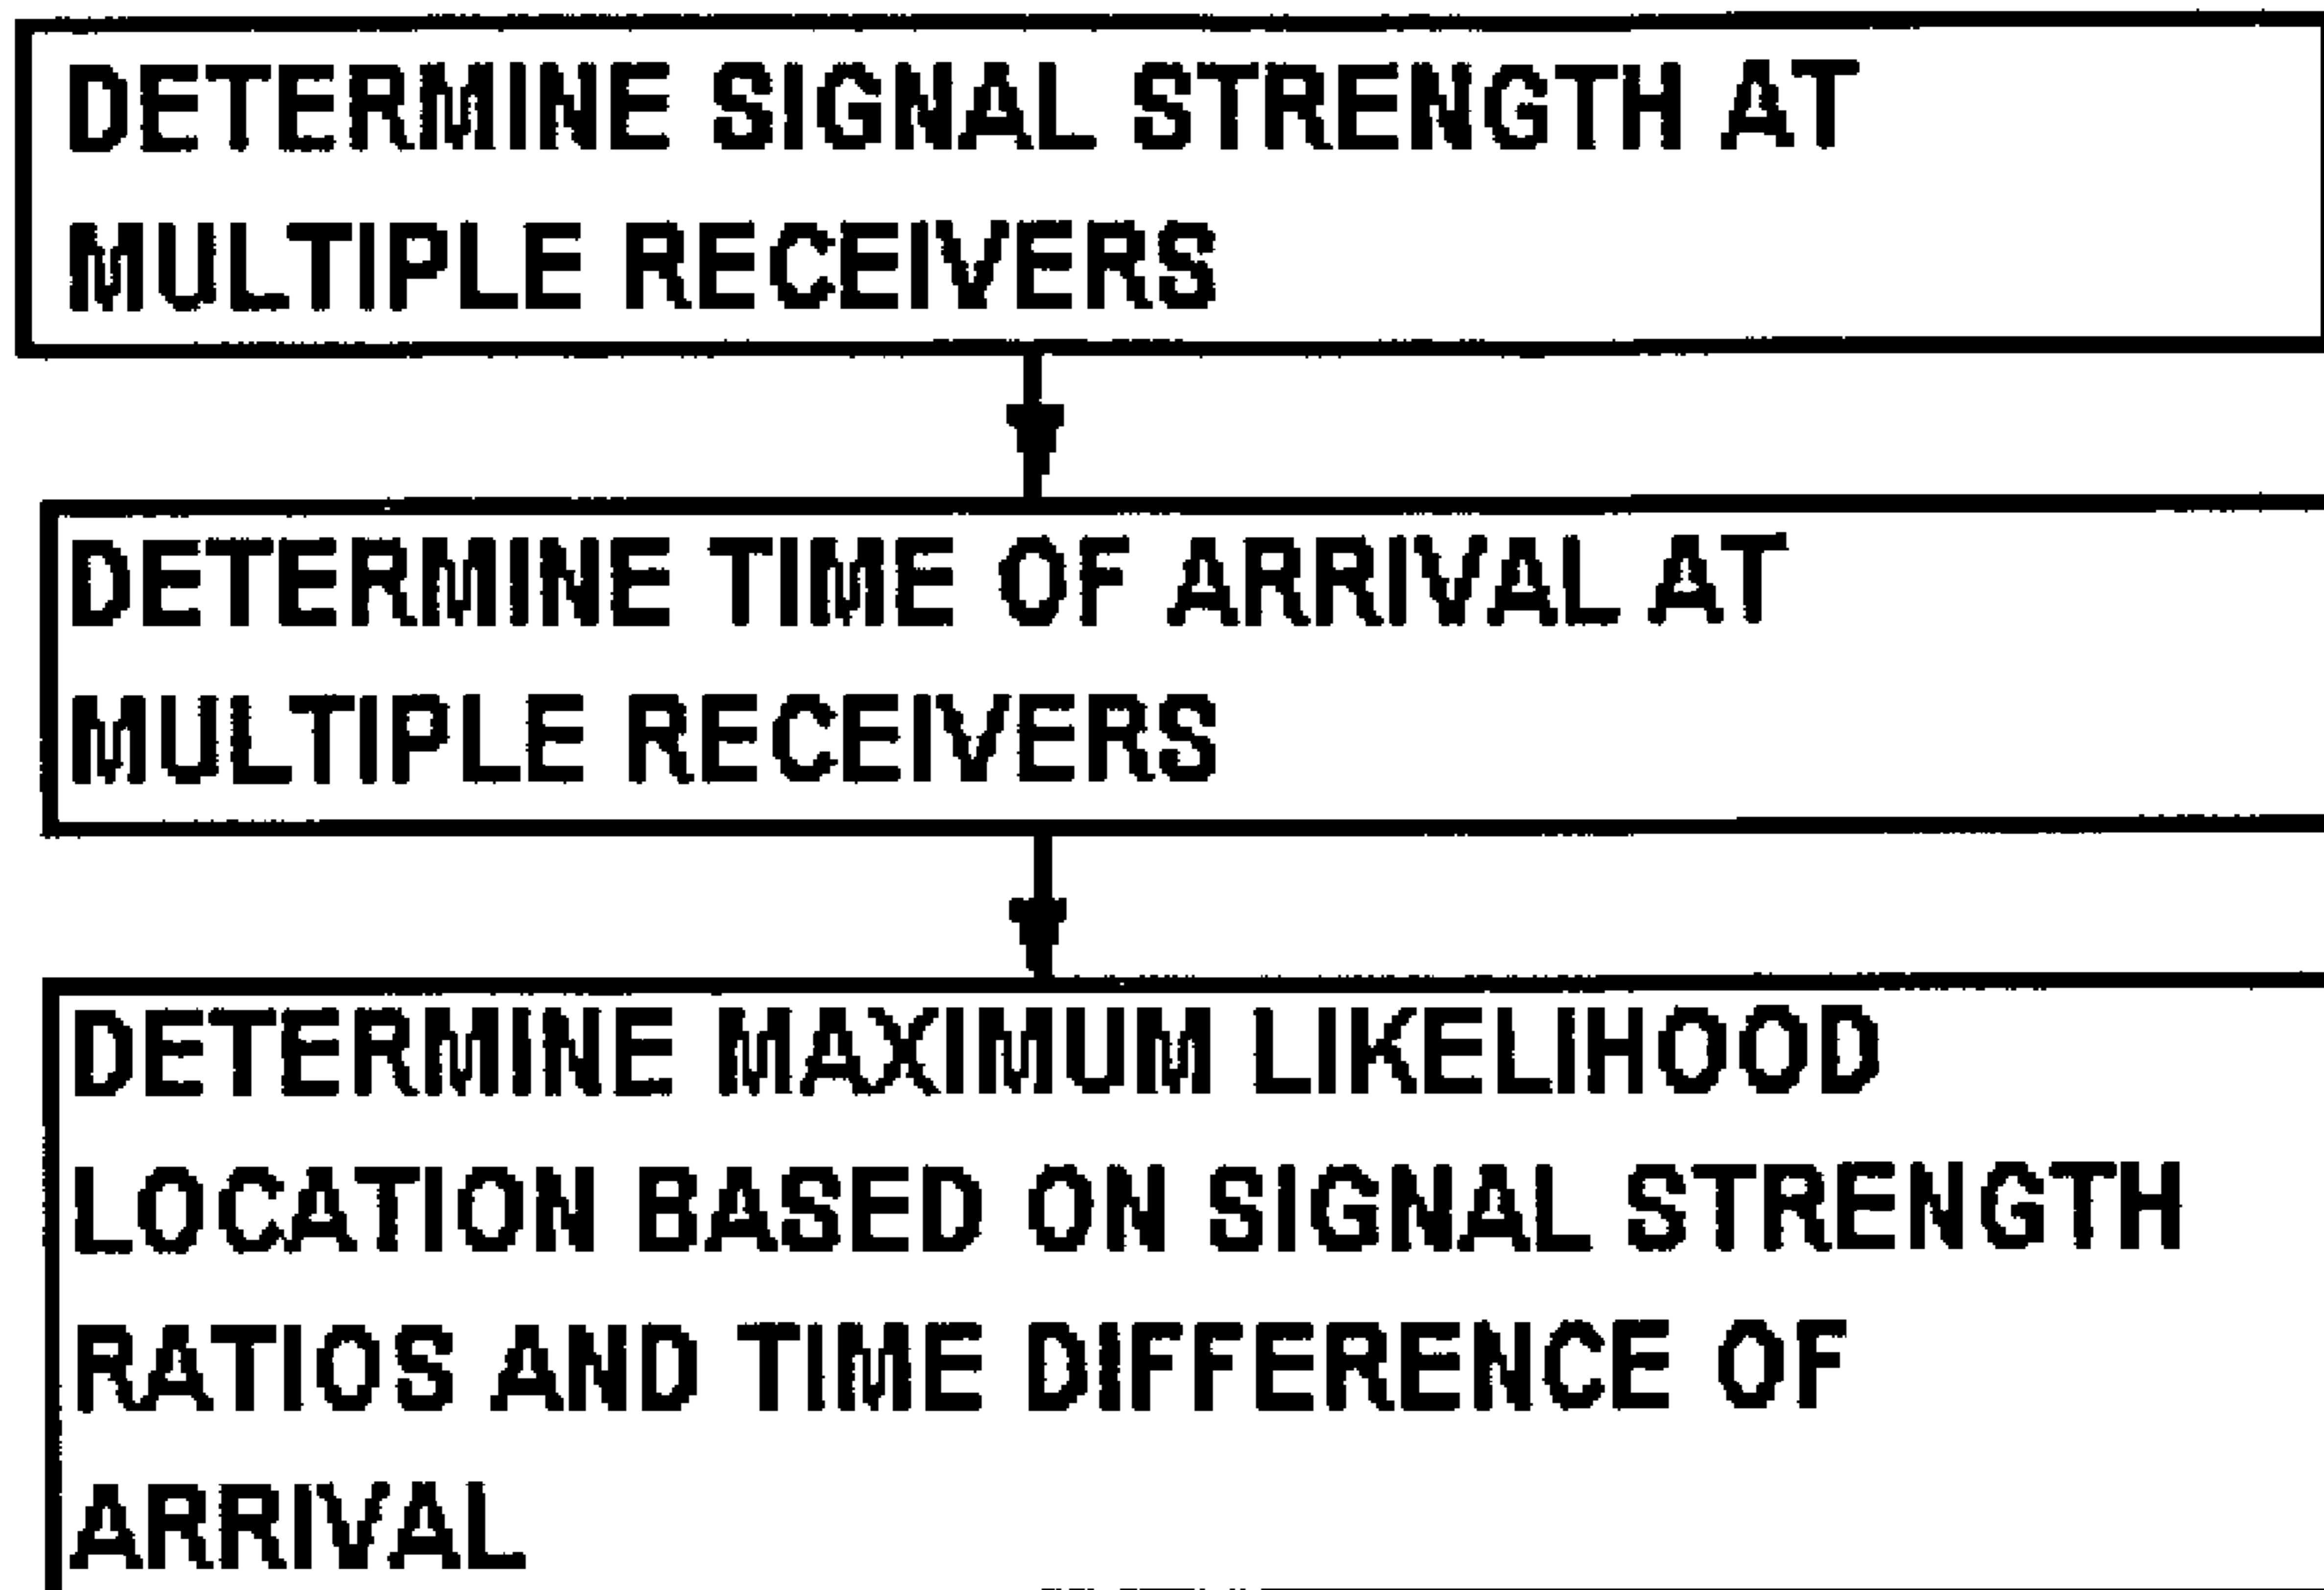 DETERMINE SIGNAL STRENGTH AT
MULTIPLE RECEIVERS
DETERMINE TIME OF ARRIVAL AT
MULTIPLE RECEIVERS
DETERMINE MAXIMUM LIKELIHOOD
LOCATION BASED ON SIGNAL STRENGTH
RATIOS AND TIME DIFFERENCE OF
ARRIVAL